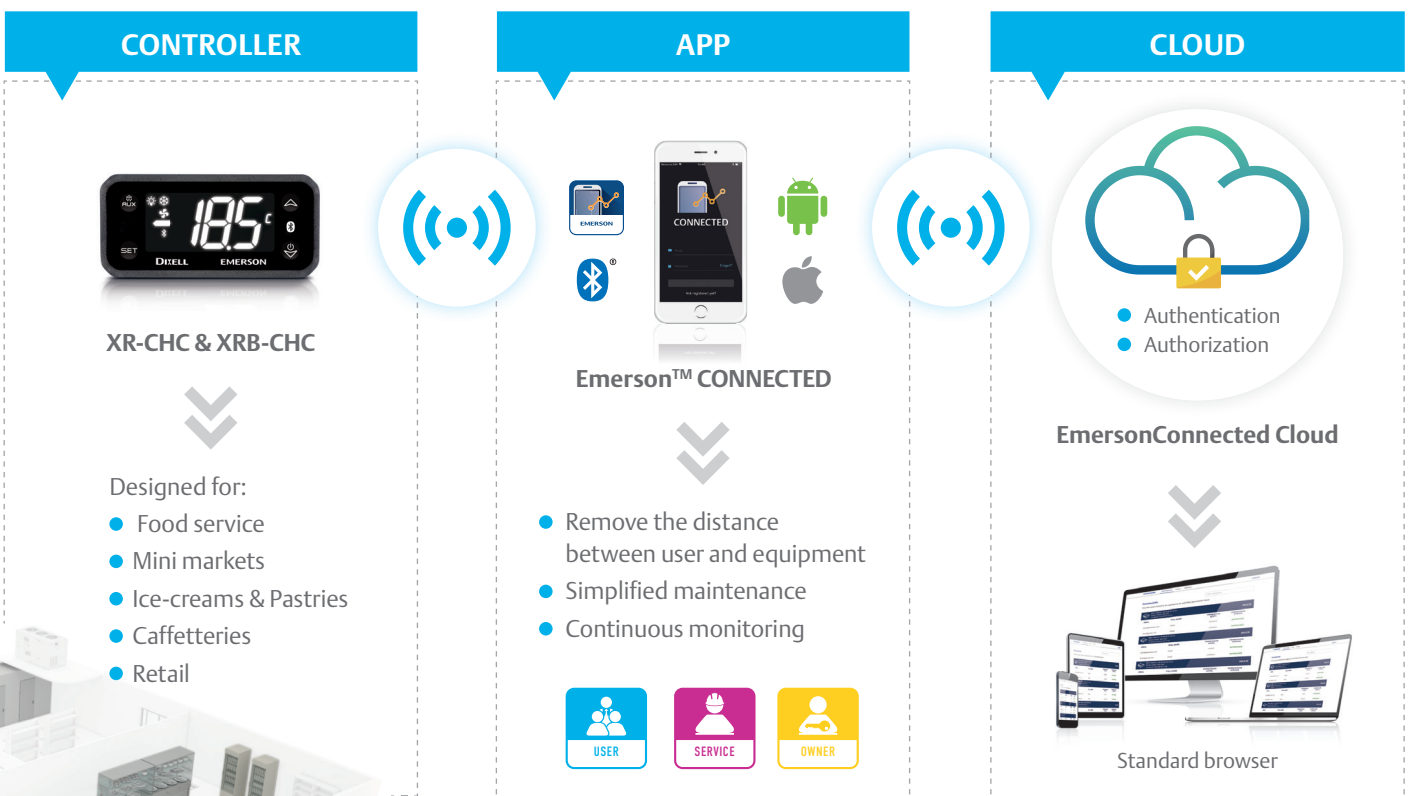 CONTROLLER
AUX
SET
18.5
c
DIXELL
EMERSON
XR-CHC & XRB-CHC
Designed for:
Food service
Mini markets
Ice-creams & Pastries
Caffetteries
Retail
APP
EMERSON
®
CONNECTED
Emerson™ CONNECTED
Remove the distance
between user and equipment
Simplified maintenance
Continuous monitoring
USER
SERVICE
OWNER
CLOUD
Authentication
Authorization
EmersonConnected Cloud
Standard browser